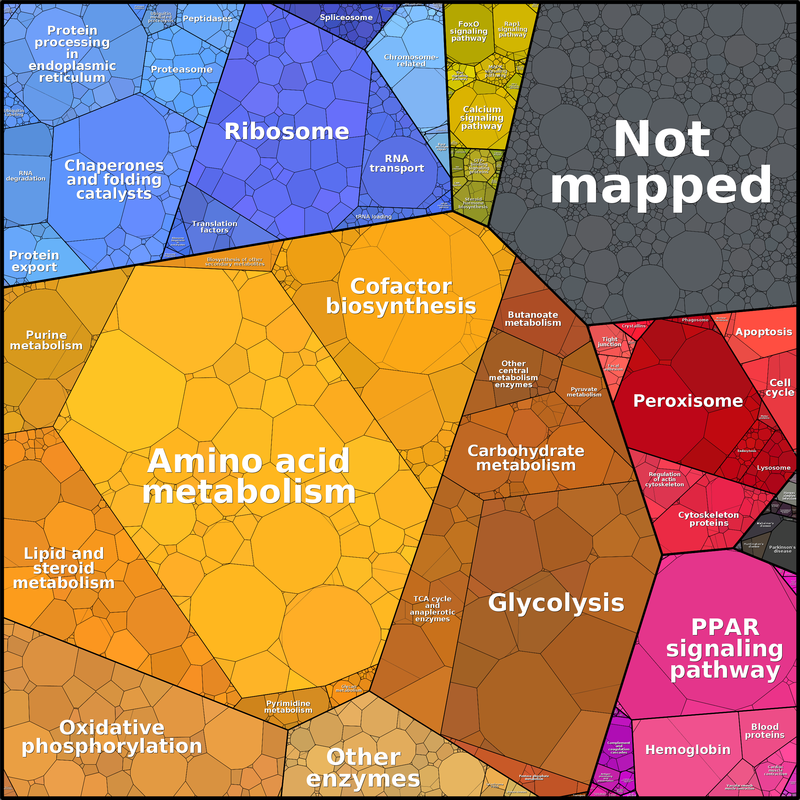 Protein
processing
in
endoplasmic
reticulum
Peptidases
Proteasome
Chaperones
and folding
catalysts
RNA
degradation
Protein
export
Spliceosome
Chromosome-
related
Ribosome
RNA
transport
Translation
factors
tRNA loading
FoxO
signaling
pathway
Rap1
signaling
pathway
Calcium
signaling
pathway
Not
mapped
Biosynthesis of other
secondary metabolites
Cofactor
biosynthesis
Purine
metabolism
Amino acid
metabolism
Lipid and
steroid
metabolism
Pyrimidine
metabolism
Oxidative
phosphorylation
Other
enzymes
Butanoate
metabolism
Other
central
metabolism
enzymes
Pyruvate
metabolism
Carbohydrate
metabolism
TCA cycle
and
anaplerotic
enzymes
Glycolysis
Tight
junction
Phagosome
Apoptosis
Peroxisome
Cell
cycle
Lysosome
Regulation
of actin
cytoskeleton
Cytoskeleton
proteins
Parkinson's
disease
PPAR
signaling
pathway
Hemoglobin
Blood
proteins